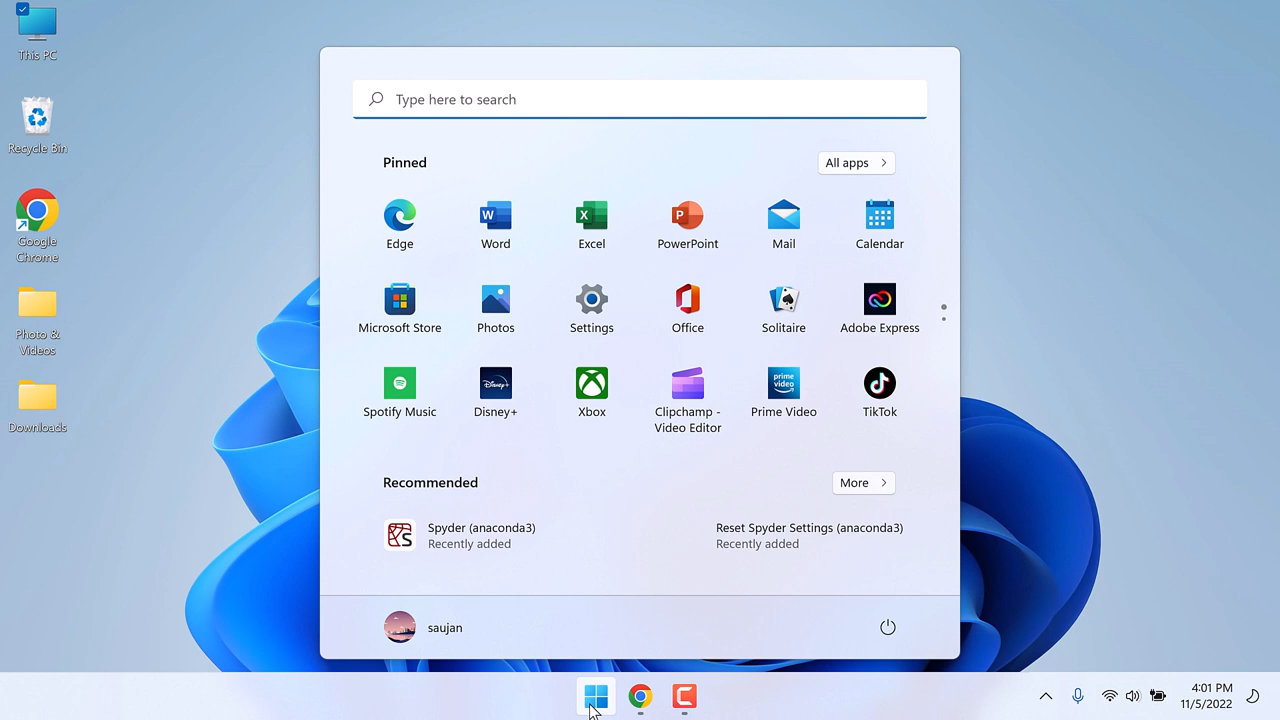 This PC
Recycle Bin
Google
Chrome
Photo &
Videos
Downloads
Type here to search
Pinned
All apps
Edge
Word
Excel
PowerPoint
Mail
Calendar
Microsoft Store
Photos
Settings
Office
Solitaire
Adobe Express
Spotify Music
Disney+
Xbox
Clipchamp -
Video Editor
prime
video
Prime Video
TikTok
Recommended
More
Spyder (anaconda3)
Recently added
Reset Spyder Settings (anaconda3)
Recently added
saujan
4:01 PM
11/5/2022